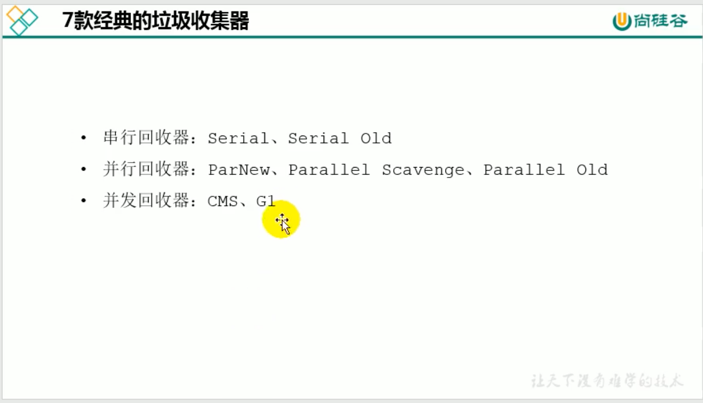 7款经典的垃圾收集器
尚硅谷
• 串行回收器：Serial、Serial Old
• 并行回收器：ParNew、Parallel Scavenge、Parallel Old
• 并发回收器：CMS、G1
让天下没有难学的技术